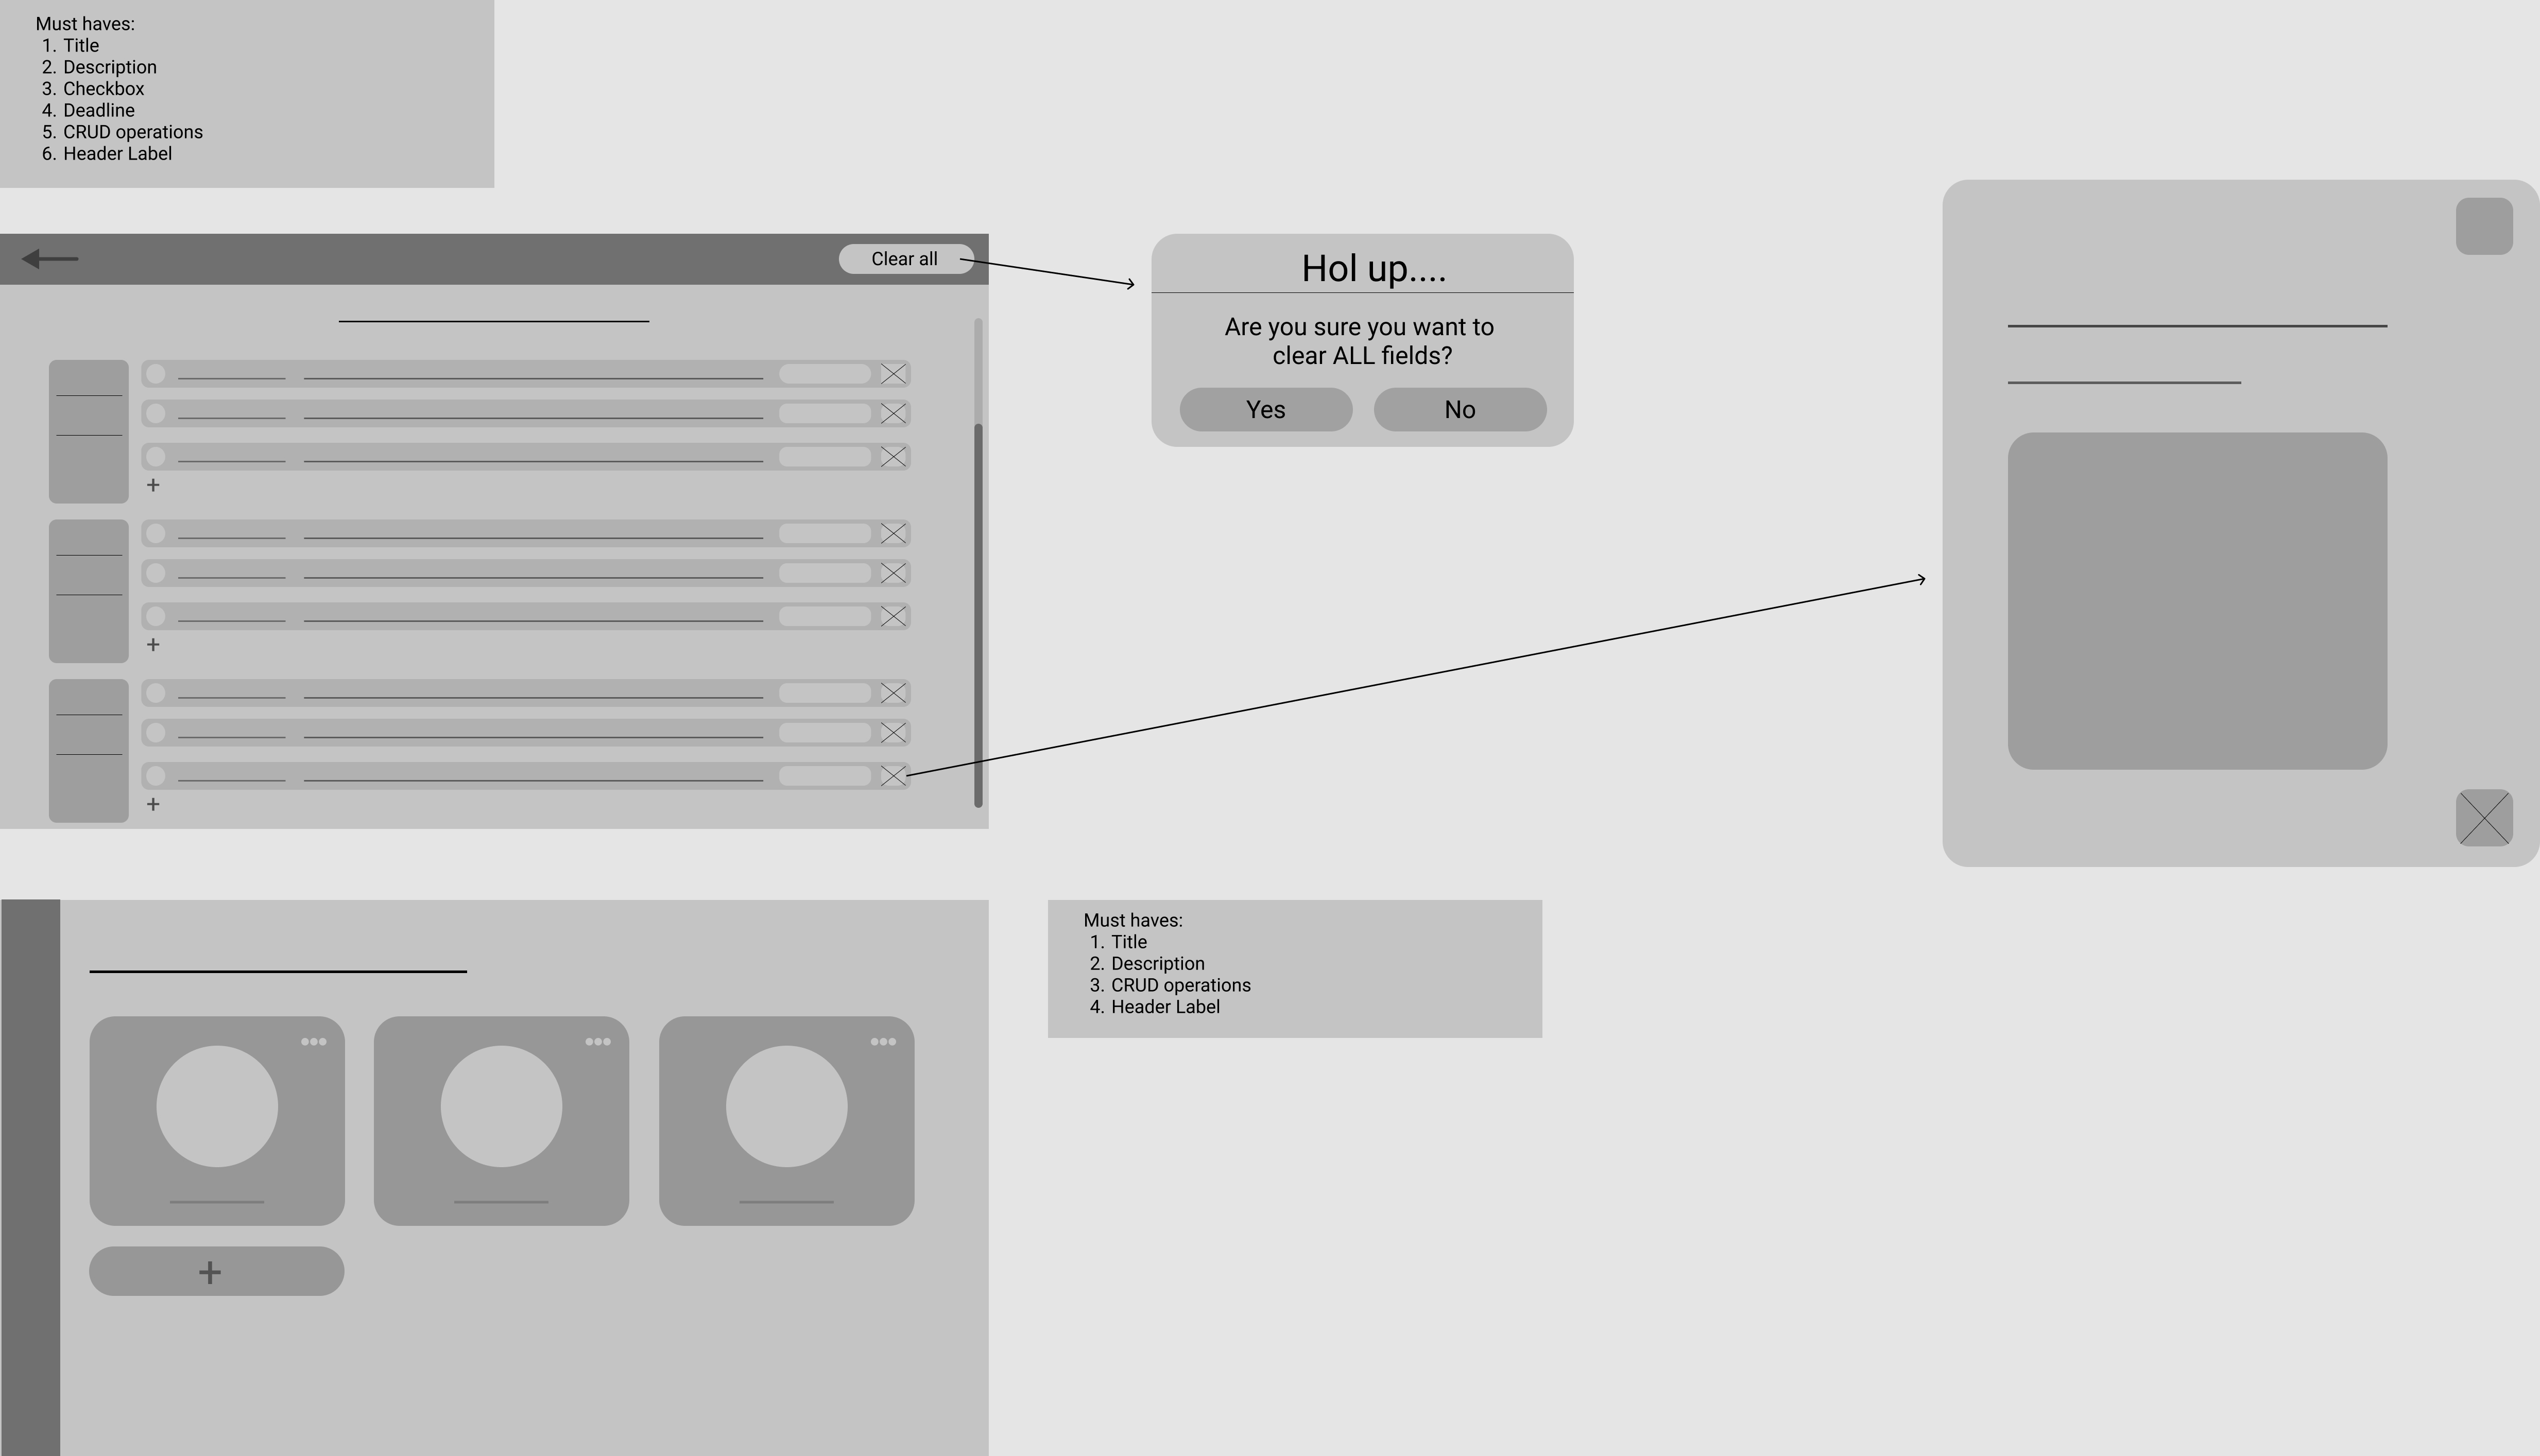 Must haves:
1. Title
2. Description
3. Checkbox
4. Deadline
5. CRUD operations
6. Header Label
Clear all
Hol up....
Are you sure you want to
clear ALL fields?
Yes
No
Must haves:
1. Title
2. Description
3. CRUD operations
4. Header Label